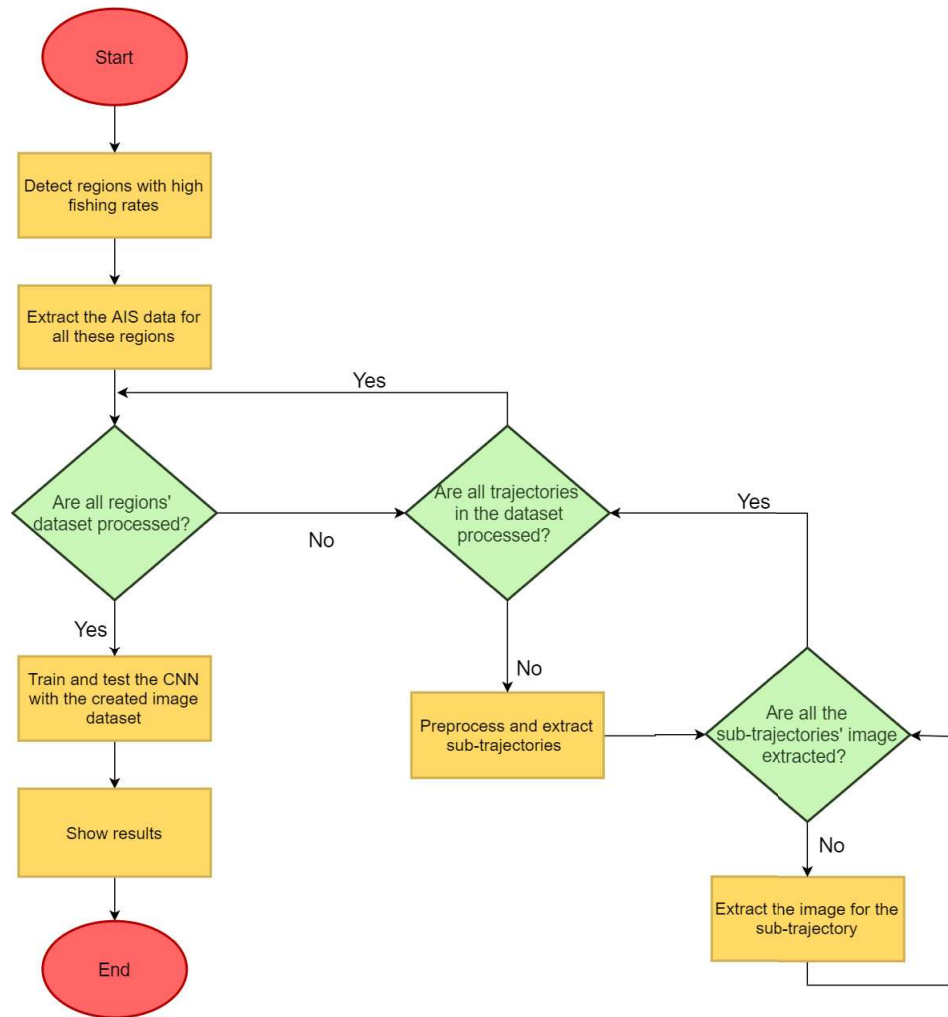 Start
Detect regions with high
fishing rates
Extract the AIS data for
all these regions
Yes
Are all regions'
dataset processed?
No
Are all trajectories
in the dataset
processed?
Yes
Yes
No
Train and test the CNN
with the created image
dataset
Preprocess and extract
sub-trajectories
Are all the
sub-trajectories' image
extracted?
Show results
No
Extract the image for the
sub-trajectory
End